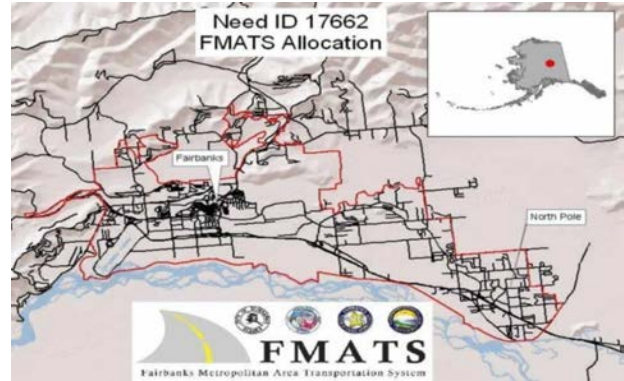 Need ID 17662
FMATS Allocation
Fairbanks
North Pole
FMATS
Fairbanks Metropolitan Area Transportation System